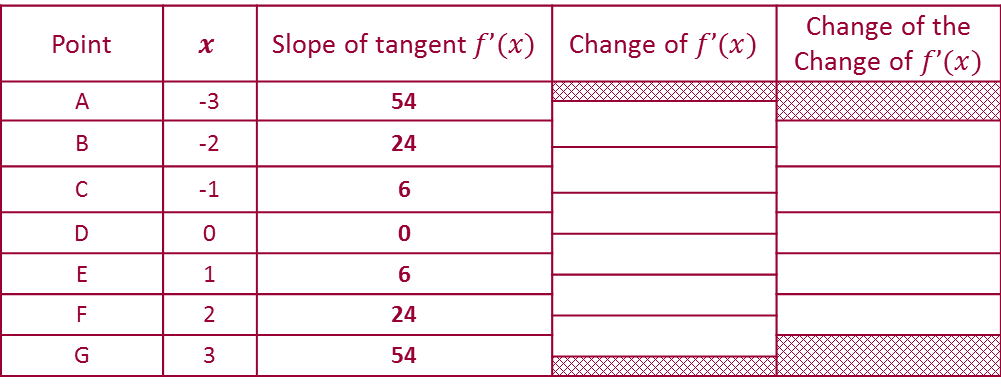 Point x Slope of tangent f’(x) Change of f’(x) Change of the
Change of f’(x)
A -3 54
B -2 24
C -1 6
D 0 0
E 1 6
F 2 24
G 3 54